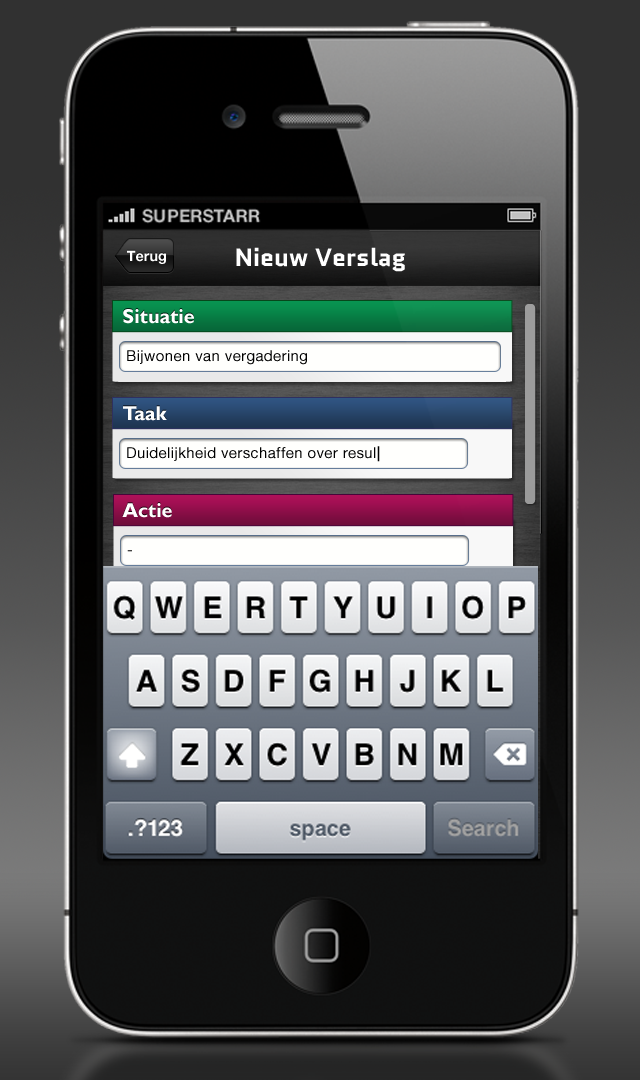 SUPERSTARR
Terug
Nieuw Verslag
Situatie
Bijwonen van vergadering
Taak
Duidelijkheid verschaffen over resul
Actie
-
Q W E R T Y U I O P
A S D F G H J K L
Z X C V B N M
.?123 space Search